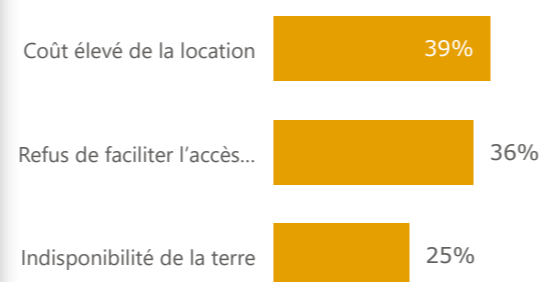 Coût élevé de la location 39%
Refus de faciliter l’accès... 36%
Indisponibilité de la terre 25%